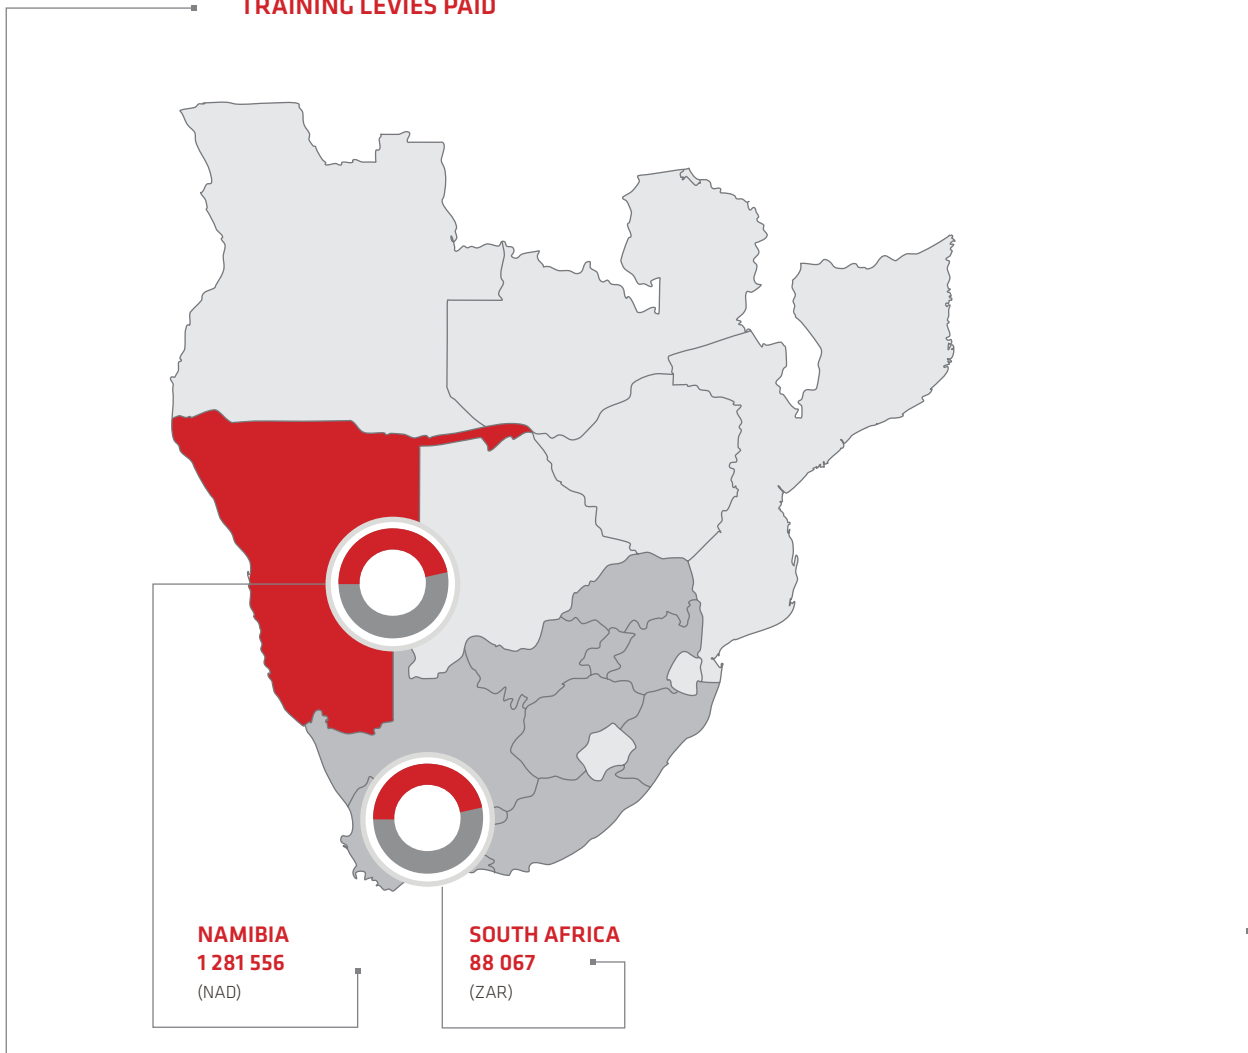 TRAINING LEVIES PAID
NAMIBIA
1 281 556
(NAD)
SOUTH AFRICA
88 067
(ZAR)